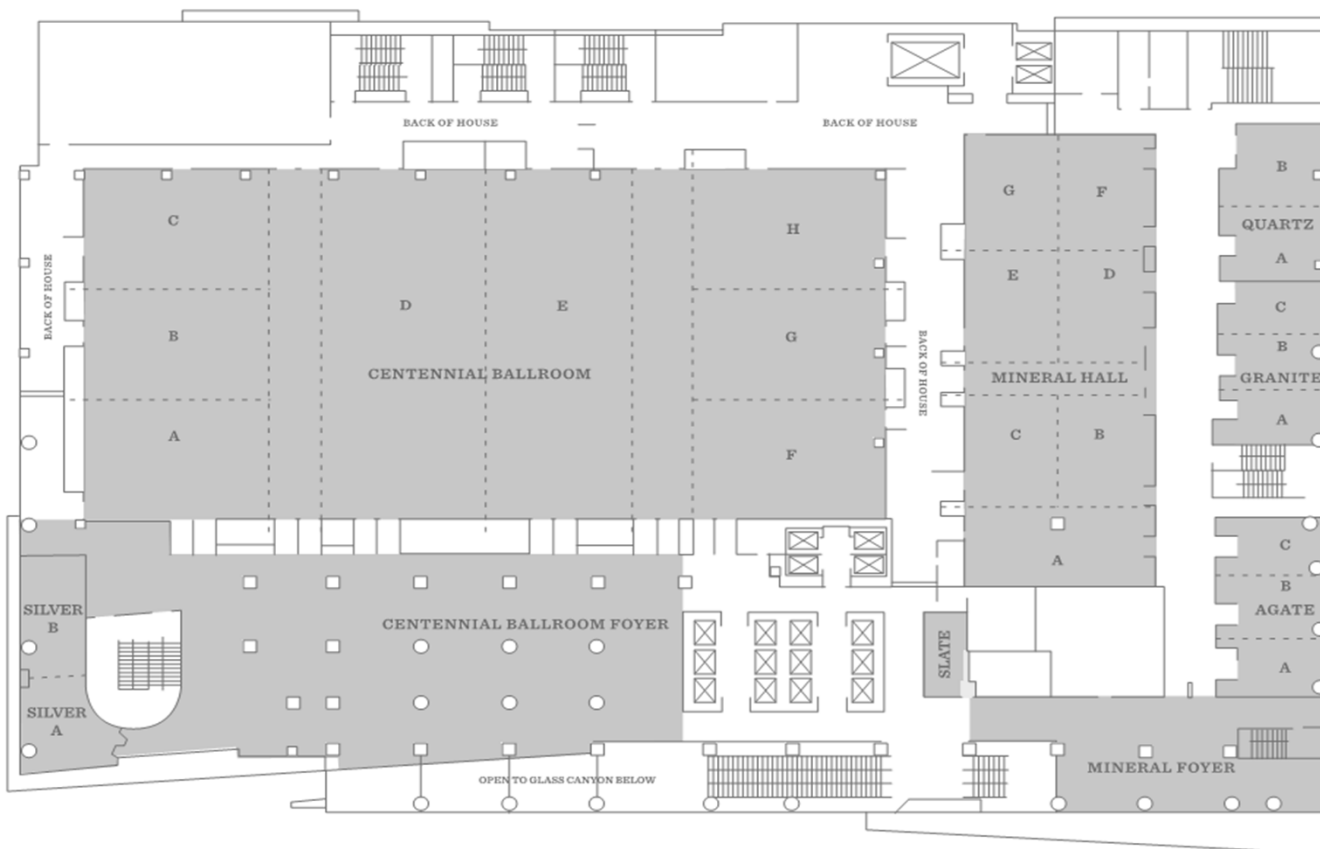 BACK OF HOUSE
BACK OF HOUSE
BACK OF HOUSE
C
B
A
D
E
CENTENNIAL BALLROOM
H
G
F
BACK OF HOUSE
G
F
E
D
MINERAL HALL
C
B
A
B
QUARTZ
A
C
B
GRANITE
A
C
B
AGATE
A
SILVER
B
SILVER
A
CENTENNIAL BALLROOM FOYER
SLATE
OPEN TO GLASS CANYON BELOW
MINERAL FOYER